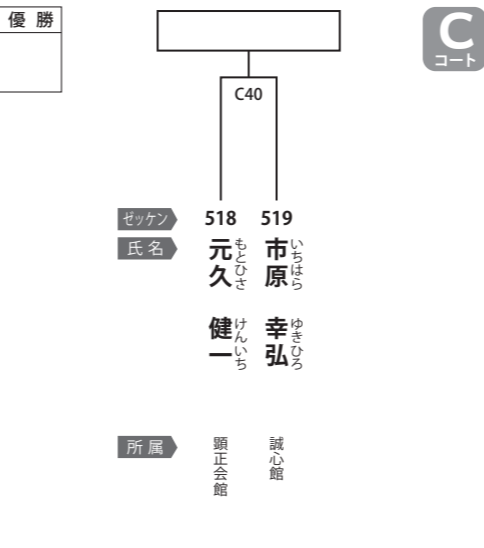 優勝
C
コート
C40
ゼッケン
518
519
氏名
元久 健一
もとひさ けんいち
市原 幸弘
いちはら ゆきひろ
所属
顕正会館
誠心館